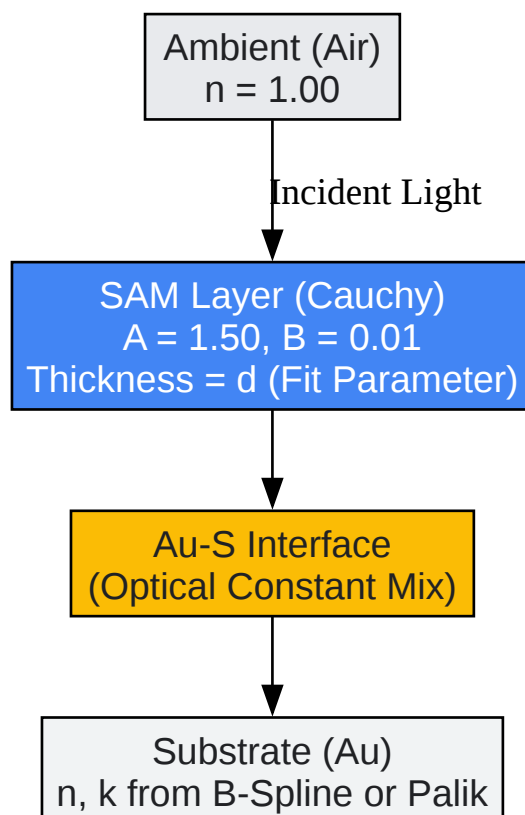 Ambient (Air)
n = 1.00
Incident Light
SAM Layer (Cauchy)
A = 1.50, B = 0.01
Thickness = d (Fit Parameter)
Au-S Interface
(Optical Constant Mix)
Substrate (Au)
n, k from B-Spline or Palik